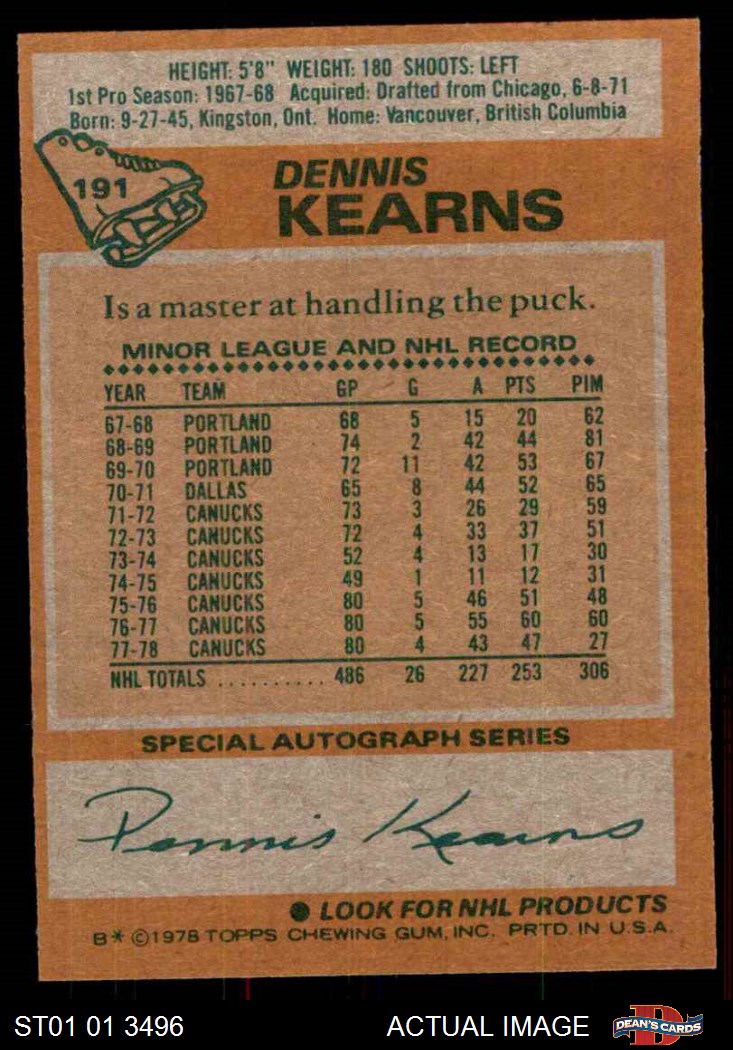 HEIGHT: 5'8" WEIGHT: 180 SHOOTS: LEFT
1st Pro Season: 1967-68 Acquired: Drafted from Chicago, 6-8-71
Born: 9-27-45, Kingston, Ont. Home: Vancouver, British Columbia
191
DENNIS
KEARNS
Is a master at handling the puck.
MINOR LEAGUE AND NHL RECORD
YEAR TEAM GP G A PTS PIM
67-68 PORTLAND 68 5 15 20 62
68-69 PORTLAND 74 2 42 44 81
69-70 PORTLAND 72 11 42 53 67
70-71 DALLAS 65 8 44 52 65
71-72 CANUCKS 73 3 26 29 59
72-73 CANUCKS 72 4 33 37 51
73-74 CANUCKS 52 4 13 17 30
74-75 CANUCKS 49 1 11 12 31
75-76 CANUCKS 80 5 46 51 48
76-77 CANUCKS 80 5 55 60 60
77-78 CANUCKS 80 4 43 47 27
NHL TOTALS .......... 486 26 227 253 306
SPECIAL AUTOGRAPH SERIES
Dennis Kearns
● LOOK FOR NHL PRODUCTS
B* ©1978 TOPPS CHEWING GUM, INC. PRTD. IN U.S.A.
ST01 01 3496 ACTUAL IMAGE DEAN'S CARDS